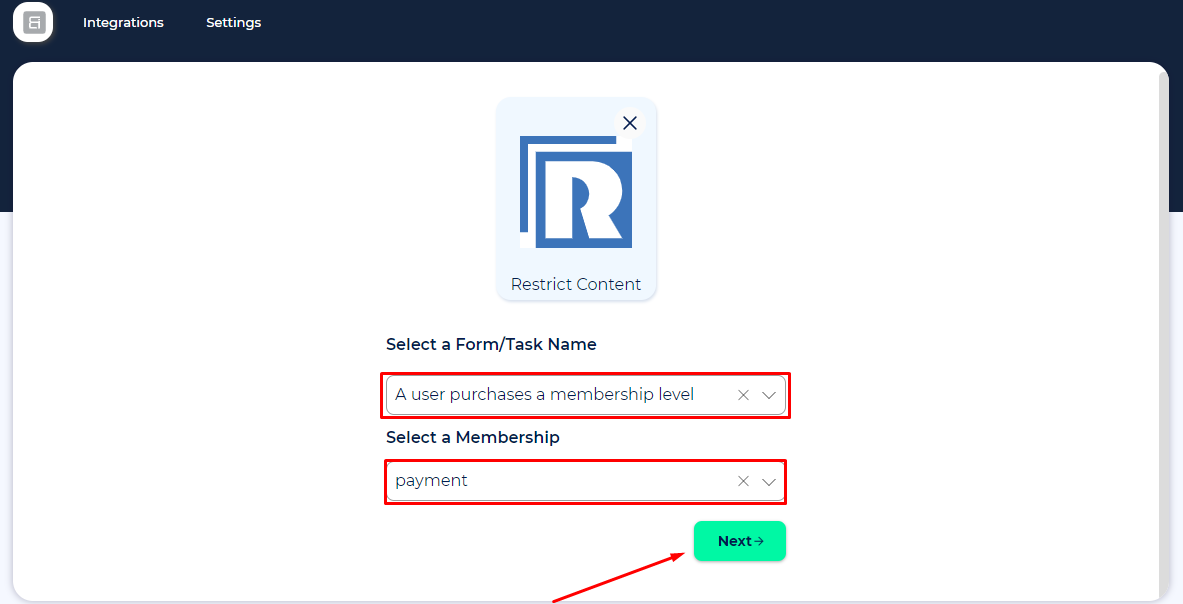 Integrations
Settings
R
Restrict Content
Select a Form/Task Name
A user purchases a membership level
Select a Membership
payment
Next→